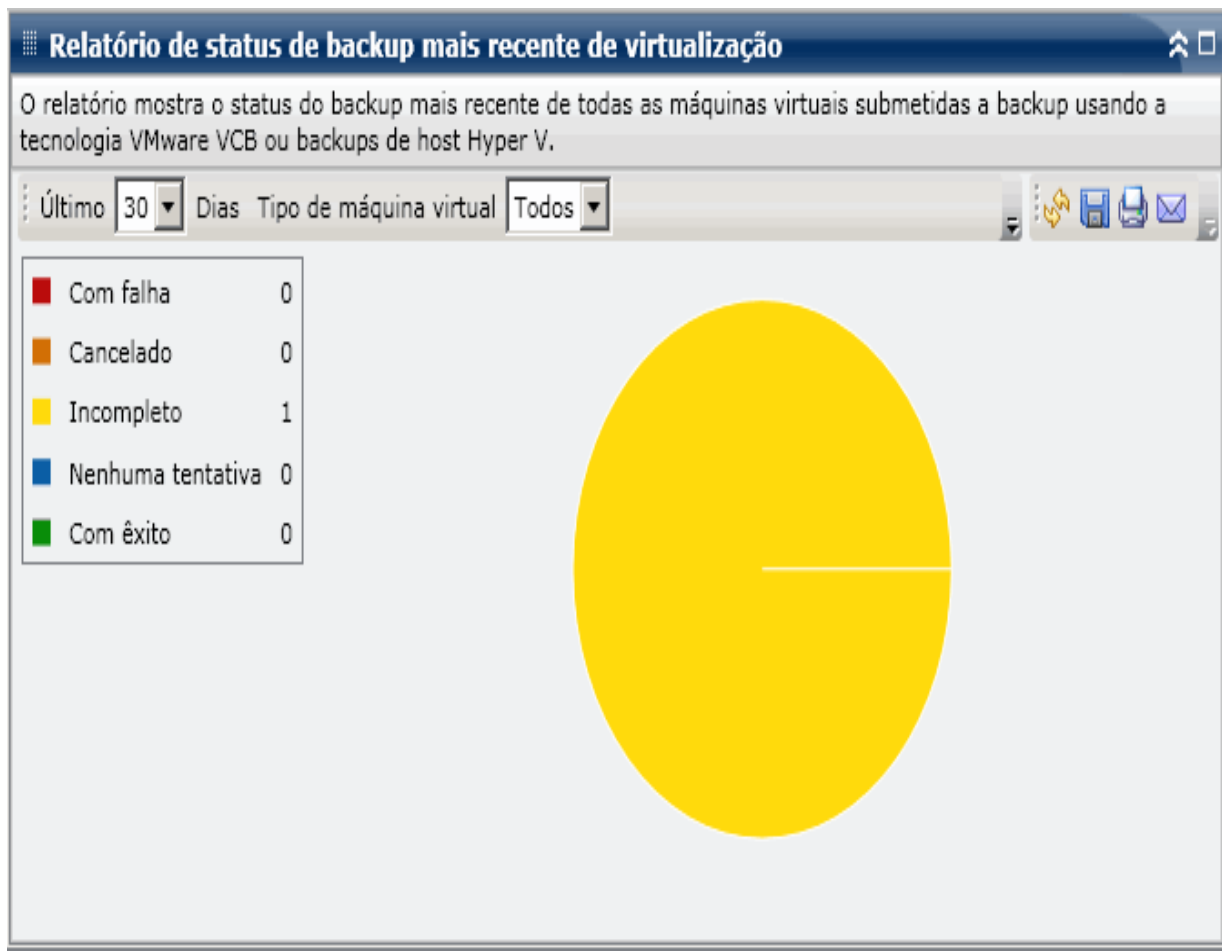 Relatório de status de backup mais recente de virtualização
O relatório mostra o status do backup mais recente de todas as máquinas virtuais submetidas a backup usando a
tecnologia VMware VCB ou backups de host Hyper V.
Último 30 Dias Tipo de máquina virtual Todos
Com falha 0
Cancelado 0
Incompleto 1
Nenhuma tentativa 0
Com êxito 0